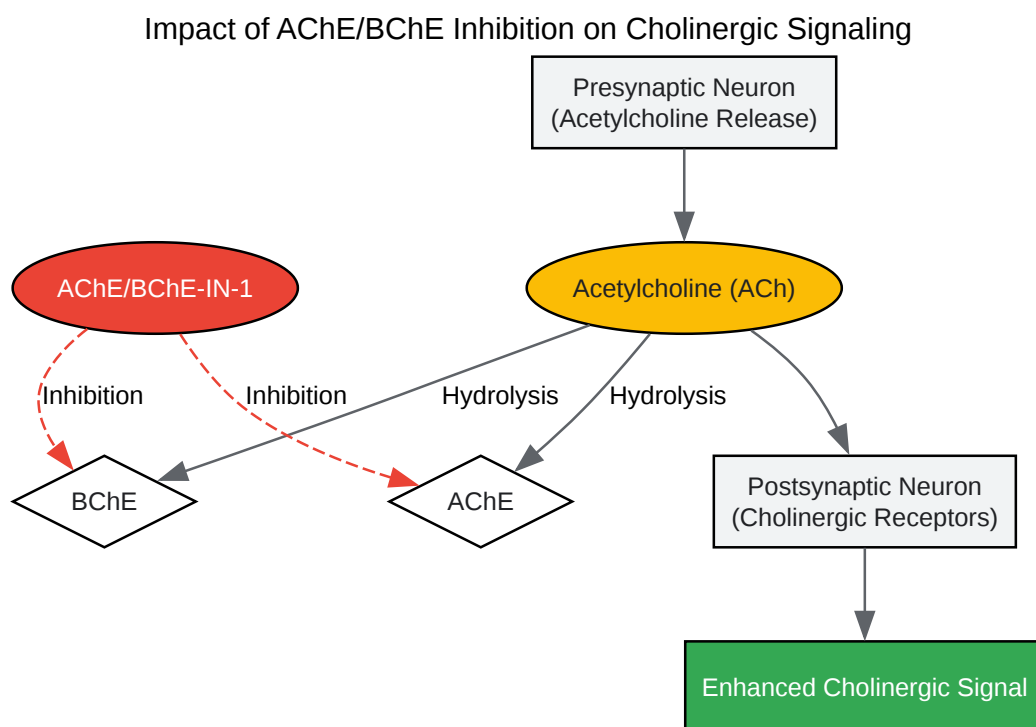 Impact of AChE/BChE Inhibition on Cholinergic Signaling
Presynaptic Neuron
(Acetylcholine Release)
AChE/BChE-IN-1
Acetylcholine (ACh)
Inhibition
Inhibition
Hydrolysis
Hydrolysis
BChE
AChE
Postsynaptic Neuron
(Cholinergic Receptors)
Enhanced Cholinergic Signal